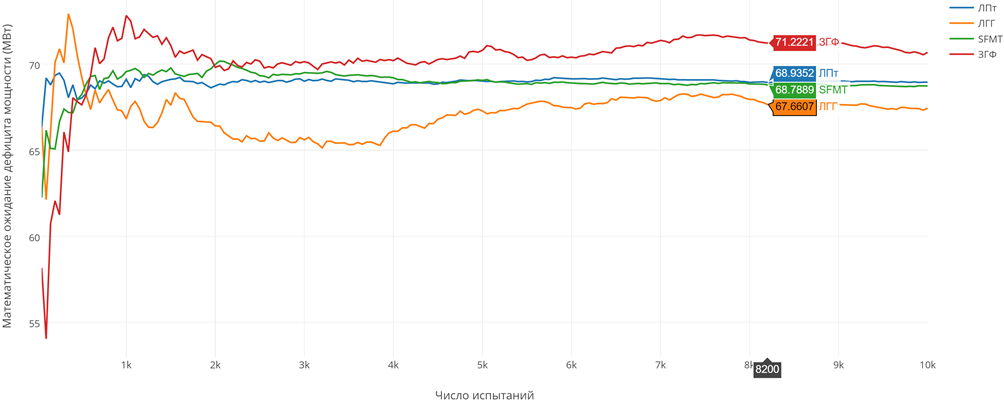 Математическое ожидание дефицита мощности (МВт)
70
65
60
55
71.2221 ЗГФ
68.9352 ЛПт
68.7889 SFMT
67.6607 ЛГГ
1k 2k 3k 4k 5k 6k 7k 8k 9k 10k
8200
Число испытаний
ЛПт
ЛГГ
SFMT
ЗГФ